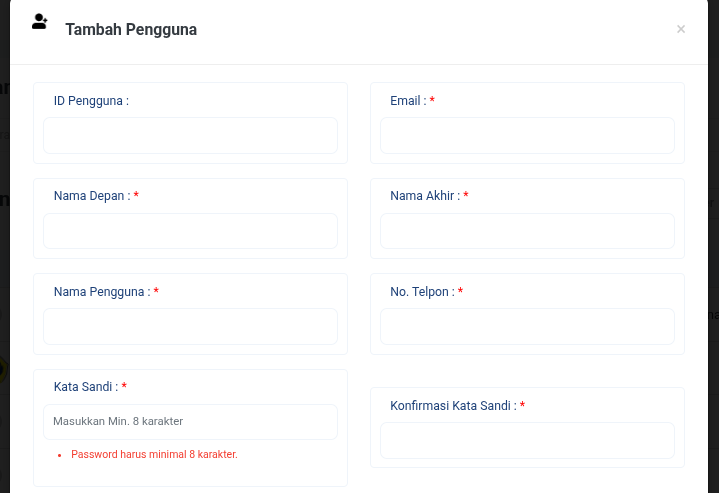 Tambah Pengguna
×
ID Pengguna :
Email : *
Nama Depan : *
Nama Akhir : *
Nama Pengguna : *
No. Telpon : *
Kata Sandi : *
Masukkan Min. 8 karakter
• Password harus minimal 8 karakter.
Konfirmasi Kata Sandi : *